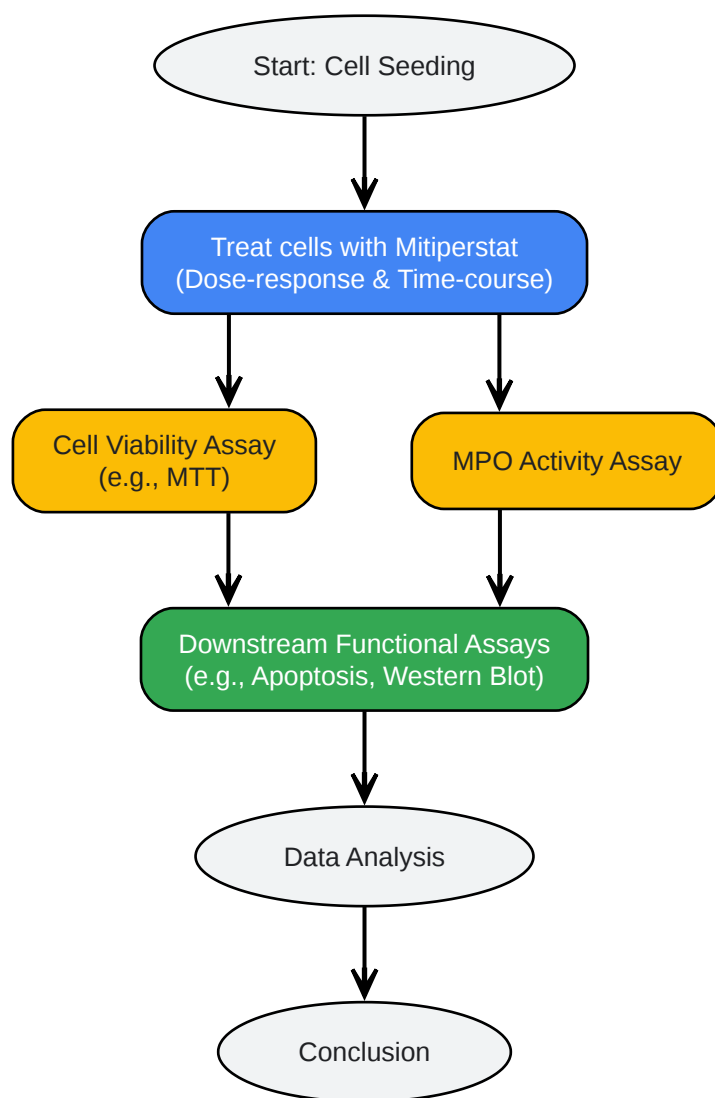 Start: Cell Seeding
Treat cells with Mitiperstat
(Dose-response & Time-course)
Cell Viability Assay
(e.g., MTT)
MPO Activity Assay
Downstream Functional Assays
(e.g., Apoptosis, Western Blot)
Data Analysis
Conclusion